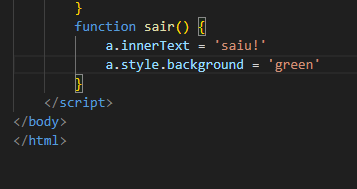 }
function sair() {
a.innerText = 'saiu!'
a.style.background = 'green'
}
</script>
</body>
</html>